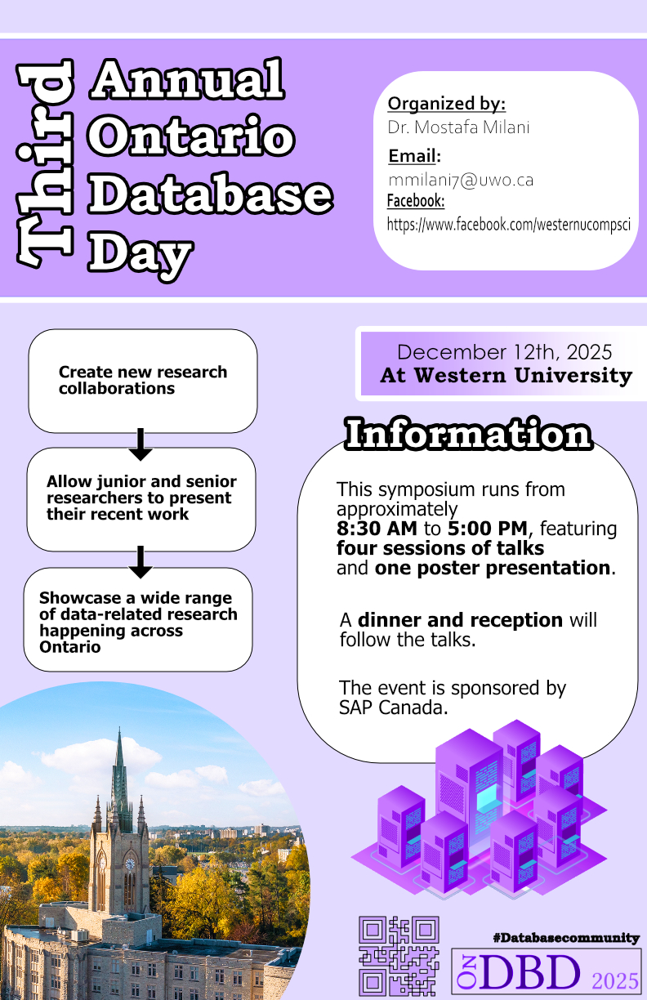 Third
Annual
Ontario
Database
Day
Organized by:
Dr. Mostafa Milani
Email:
mmilani7@uwo.ca
Facebook:
https://www.facebook.com/westernucompsci
December 12th, 2025
At Western University
Create new research
collaborations
Allow junior and senior
researchers to present
their recent work
Showcase a wide range
of data-related research
happening across
Ontario
Information
This symposium runs from
approximately
8:30 AM to 5:00 PM, featuring
four sessions of talks
and one poster presentation.
A dinner and reception will
follow the talks.
The event is sponsored by
SAP Canada.
#Databasecommunity
ON DBD 2025